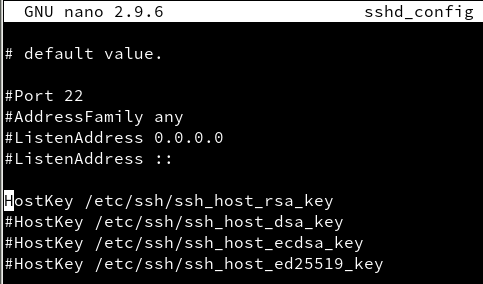 GNU nano 2.9.6 sshd_config
# default value.
#Port 22
#AddressFamily any
#ListenAddress 0.0.0.0
#ListenAddress ::
HostKey /etc/ssh/ssh_host_rsa_key
#HostKey /etc/ssh/ssh_host_dsa_key
#HostKey /etc/ssh/ssh_host_ecdsa_key
#HostKey /etc/ssh/ssh_host_ed25519_key